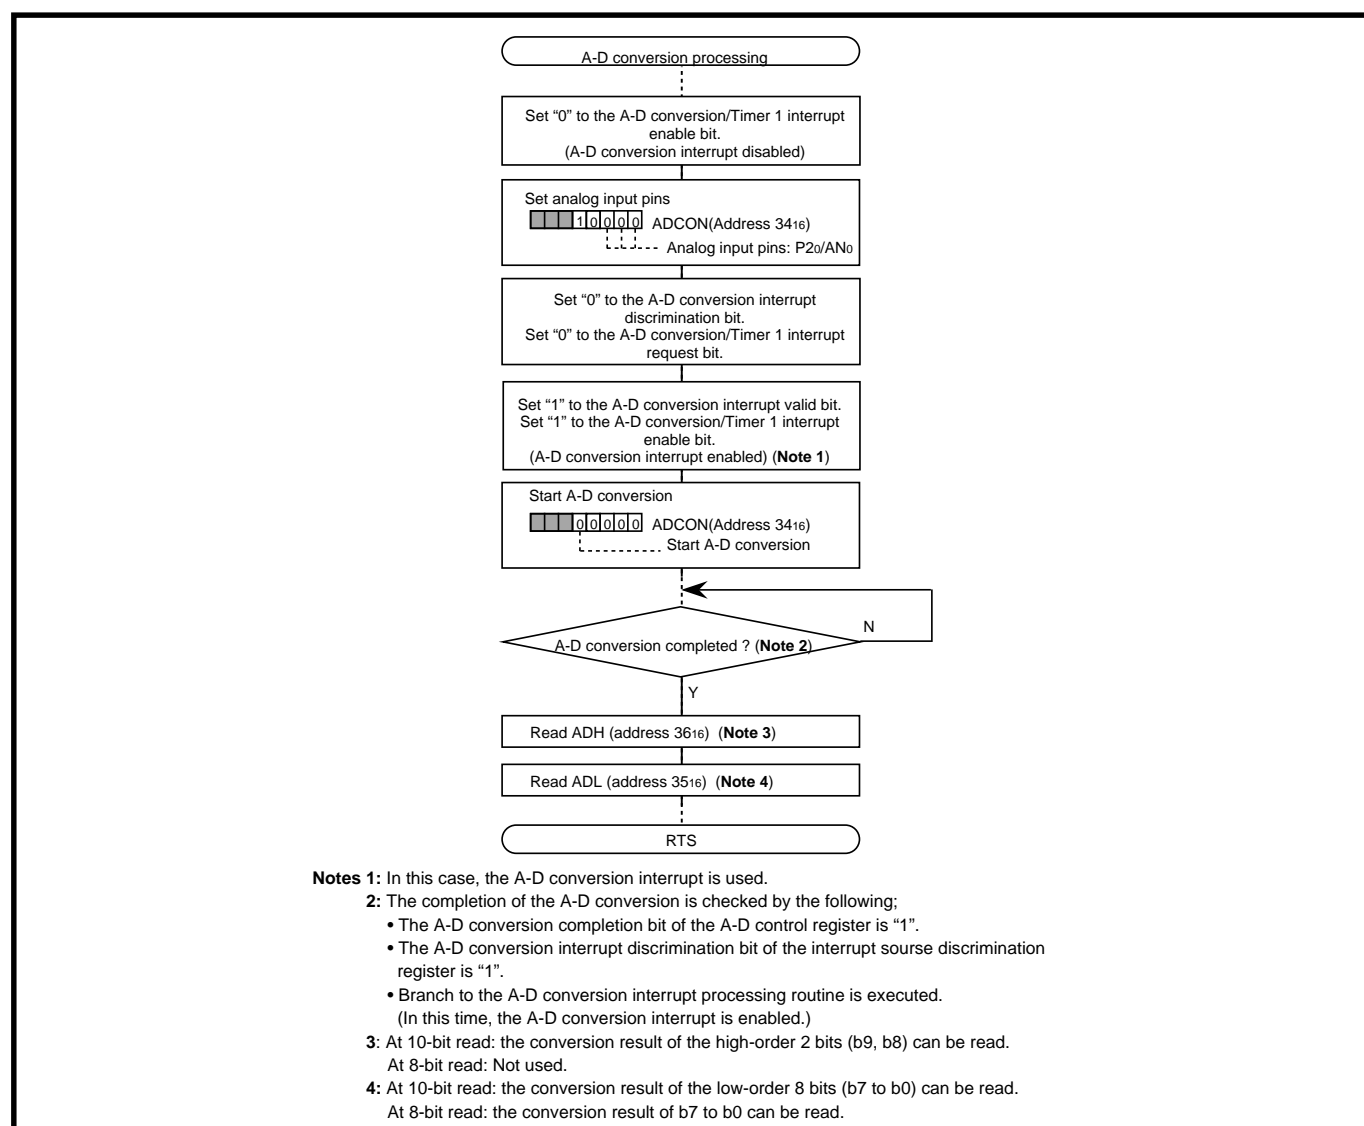 A-D conversion processing
Set “0” to the A-D conversion/Timer 1 interrupt
enable bit.
(A-D conversion interrupt disabled)
Set analog input pins
1 0 0 0 0 ADCON(Address 3416)
Analog input pins: P20/AN0
Set “0” to the A-D conversion interrupt
discrimination bit.
Set “0” to the A-D conversion/Timer 1 interrupt
request bit.
Set “1” to the A-D conversion interrupt valid bit.
Set “1” to the A-D conversion/Timer 1 interrupt
enable bit.
(A-D conversion interrupt enabled) (Note 1)
Start A-D conversion
0 0 0 0 0 ADCON(Address 3416)
Start A-D conversion
N
A-D conversion completed ? (Note 2)
Y
Read ADH (address 3616) (Note 3)
Read ADL (address 3516) (Note 4)
RTS
Notes 1: In this case, the A-D conversion interrupt is used.
2: The completion of the A-D conversion is checked by the following;
• The A-D conversion completion bit of the A-D control register is “1”.
• The A-D conversion interrupt discrimination bit of the interrupt sourse discrimination
register is “1”.
• Branch to the A-D conversion interrupt processing routine is executed.
(In this time, the A-D conversion interrupt is enabled.)
3: At 10-bit read: the conversion result of the high-order 2 bits (b9, b8) can be read.
At 8-bit read: Not used.
4: At 10-bit read: the conversion result of the low-order 8 bits (b7 to b0) can be read.
At 8-bit read: the conversion result of b7 to b0 can be read.